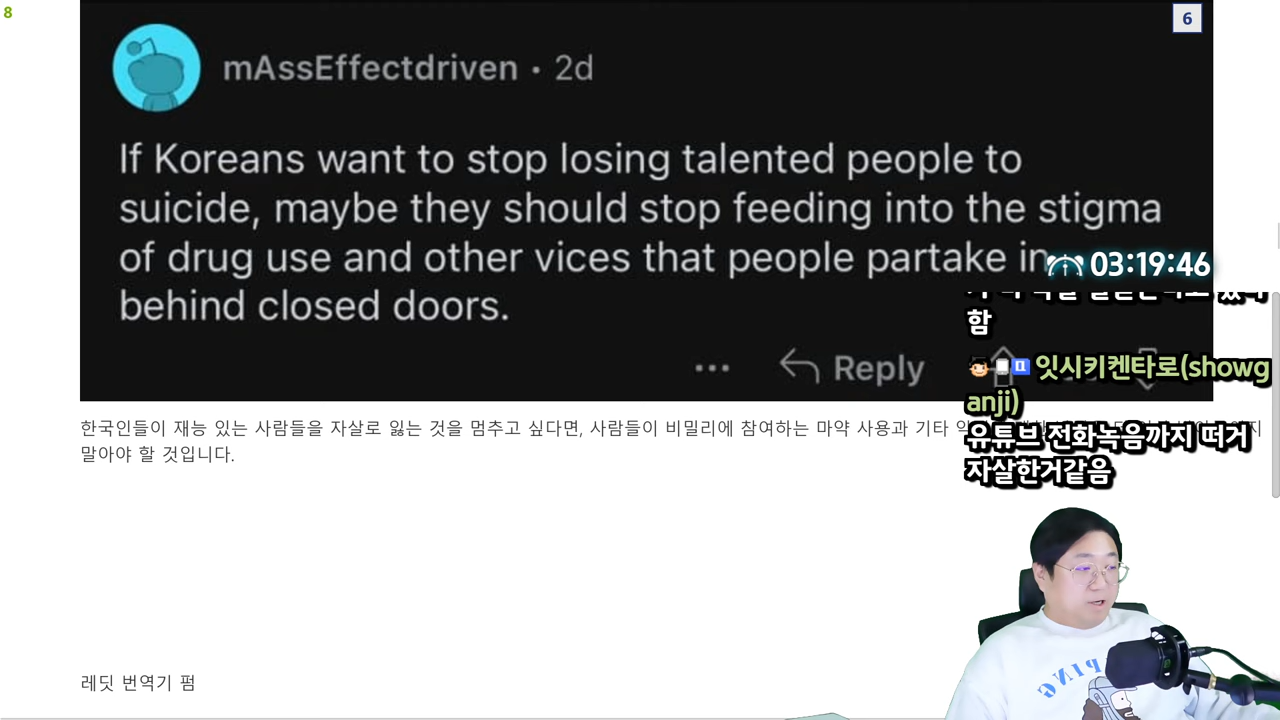 8
6
mAssEffectdriven • 2d
If Koreans want to stop losing talented people to
suicide, maybe they should stop feeding into the stigma
of drug use and other vices that people partake in
behind closed doors.
03:19:46
함
... Reply
잇시키켄타로(showg
anji)
유튜브 전화녹음까지 떠거
자살한거같음
한국인들이 재능 있는 사람들을 자살로 잃는 것을 멈추고 싶다면, 사람들이 비밀리에 참여하는 마약 사용과 기타
말아야 할 것입니다.
레딧 번역기 펌
PING